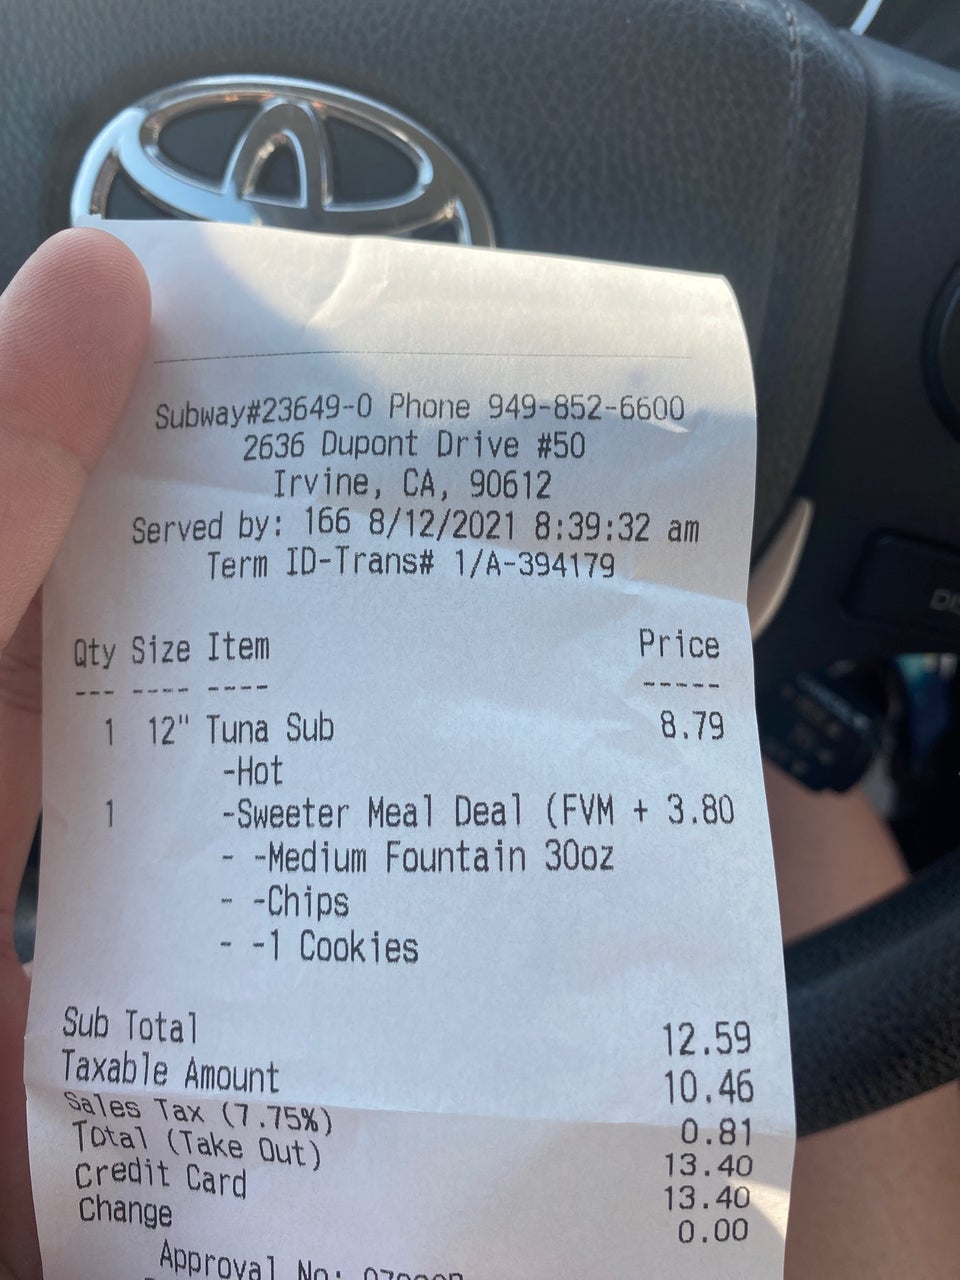 Subway#23649-0 Phone 949-852-6600
2636 Dupont Drive #50
Irvine, CA, 90612
Served by: 166 8/12/2021 8:39:32 am
Term ID-Trans# 1/A-394179
Qty Size Item Price
--- ---- ---- -----
1 12" Tuna Sub 8.79
-Hot
1 -Sweeter Meal Deal (FVM + 3.80
- -Medium Fountain 30oz
- -Chips
- -1 Cookies
Sub Total 12.59
Taxable Amount 10.46
Sales Tax (7.75%) 0.81
Total (Take Out) 13.40
Credit Card 13.40
Change 0.00
Approval No: